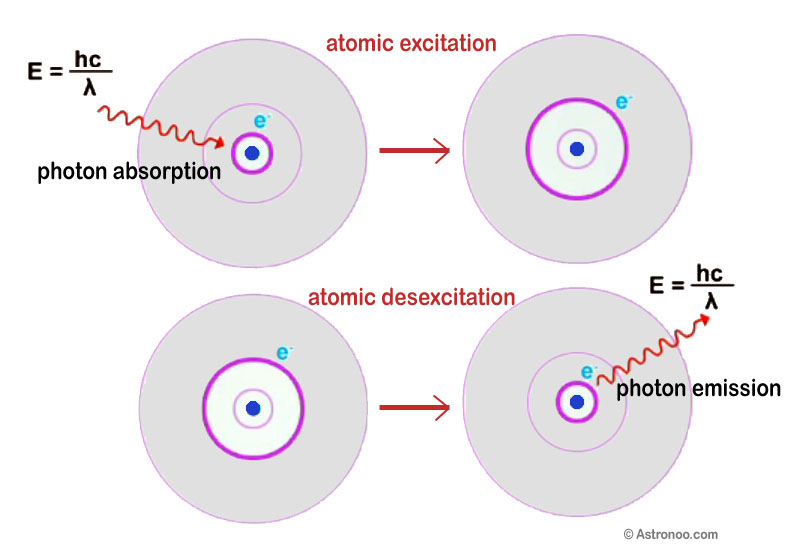 atomic excitation
E = hc
λ
e-
photon absorption
e-
atomic desexcitation
E = hc
λ
e-
e-
photon emission
© Astronoo.com